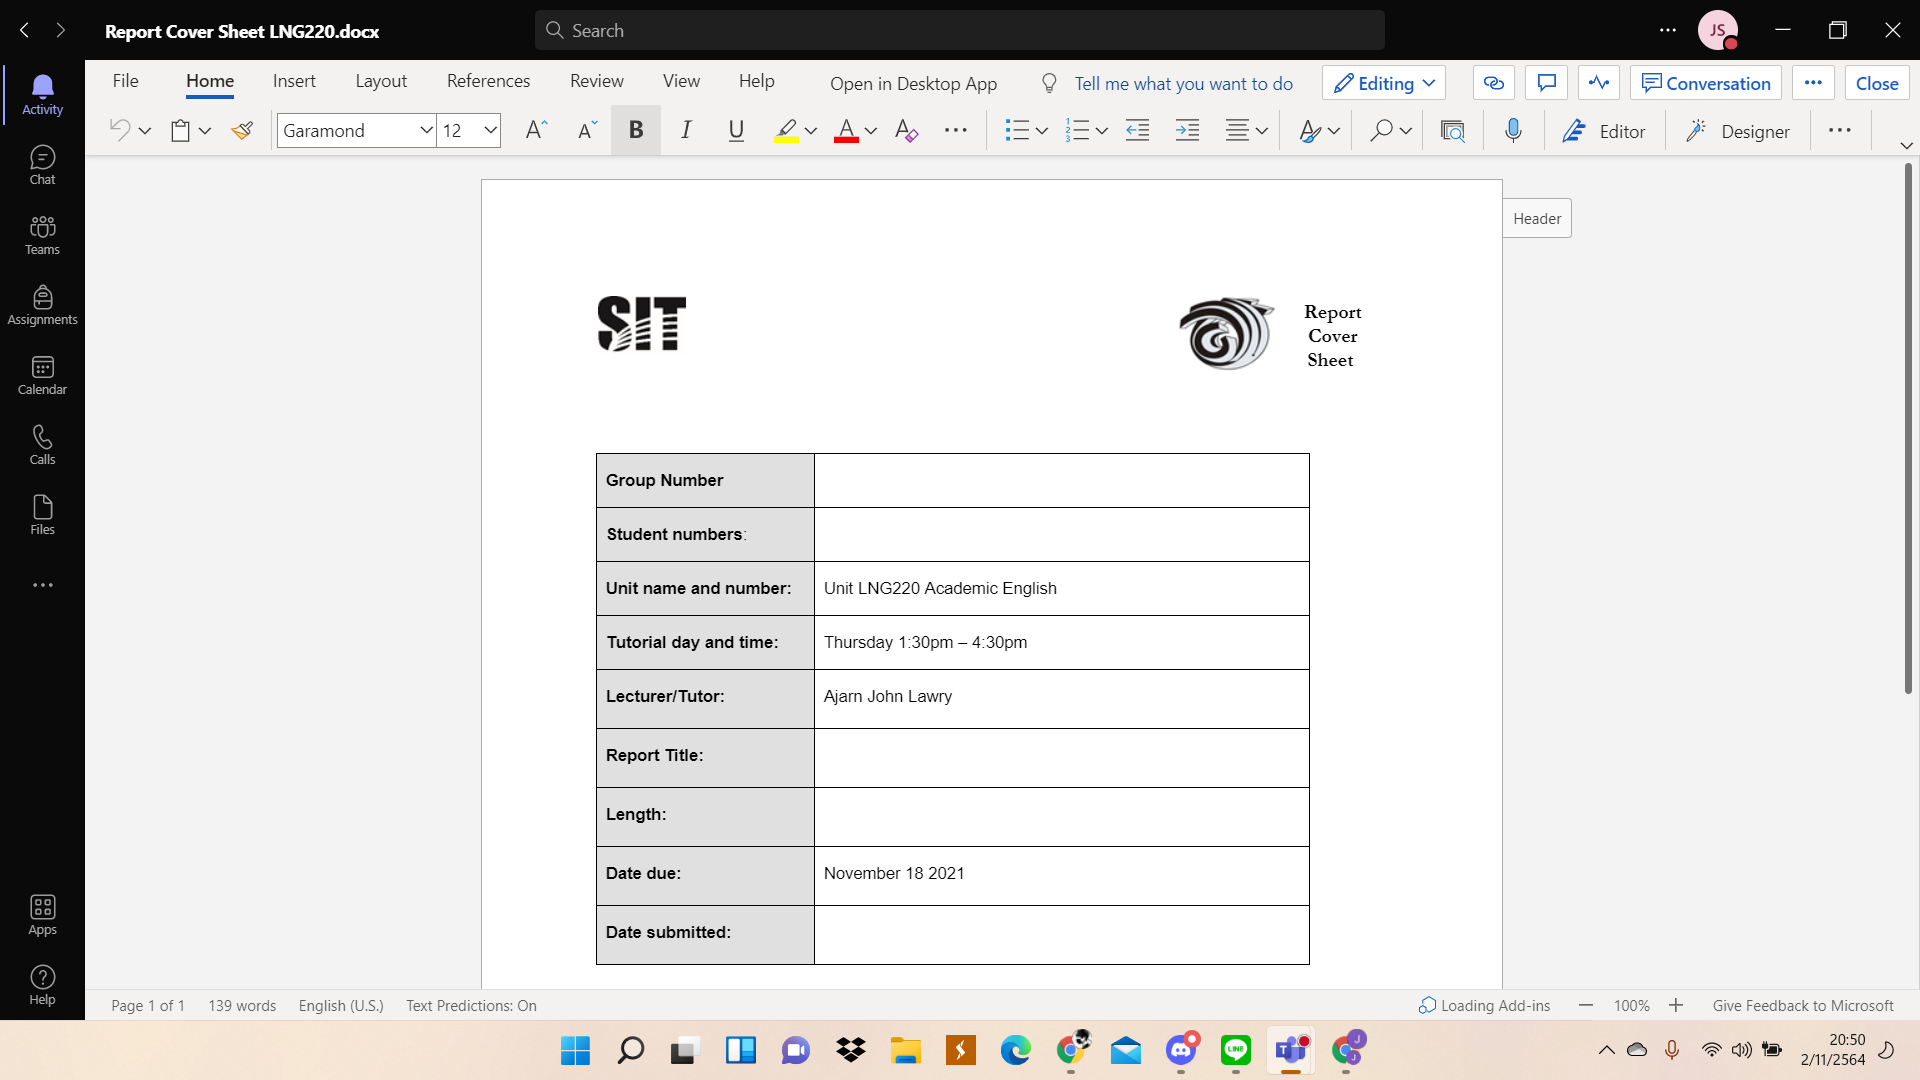 Report Cover Sheet LNG220.docx
Search
JS
Activity
Chat
Teams
Assignments
Calendar
Calls
Files
Apps
Help
File Home Insert Layout References Review View Help Open in Desktop App Tell me what you want to do Editing Conversation Close
Garamond 12 A A B I U A A Editor Designer
Header
SIT
Report
Cover
Sheet
Group Number
Student numbers:
Unit name and number: Unit LNG220 Academic English
Tutorial day and time: Thursday 1:30pm – 4:30pm
Lecturer/Tutor: Ajarn John Lawry
Report Title:
Length:
Date due: November 18 2021
Date submitted:
Page 1 of 1 139 words English (U.S.) Text Predictions: On Loading Add-ins 100% Give Feedback to Microsoft
LINE
T
J
J
20:50
2/11/2564